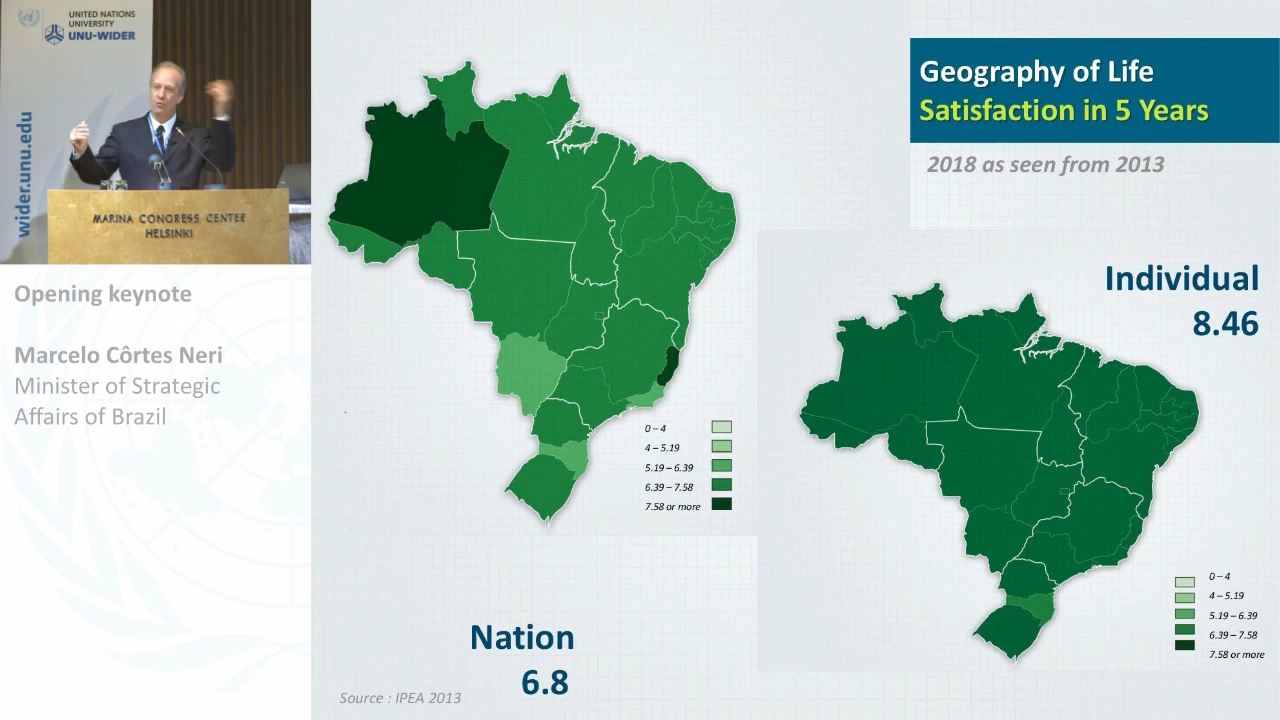 UNITED NATIONS
UNIVERSITY
UNU-WIDER
wider.unu.edu
MARINA CONGRESS CENTER
HELSINKI
Opening keynote
Marcelo Côrtes Neri
Minister of Strategic
Affairs of Brazil
Geography of Life
Satisfaction in 5 Years
2018 as seen from 2013
0 – 4
4 – 5.19
5.19 – 6.39
6.39 – 7.58
7.58 or more
Nation
6.8
Source : IPEA 2013
Individual
8.46
0 – 4
4 – 5.19
5.19 – 6.39
6.39 – 7.58
7.58 or more